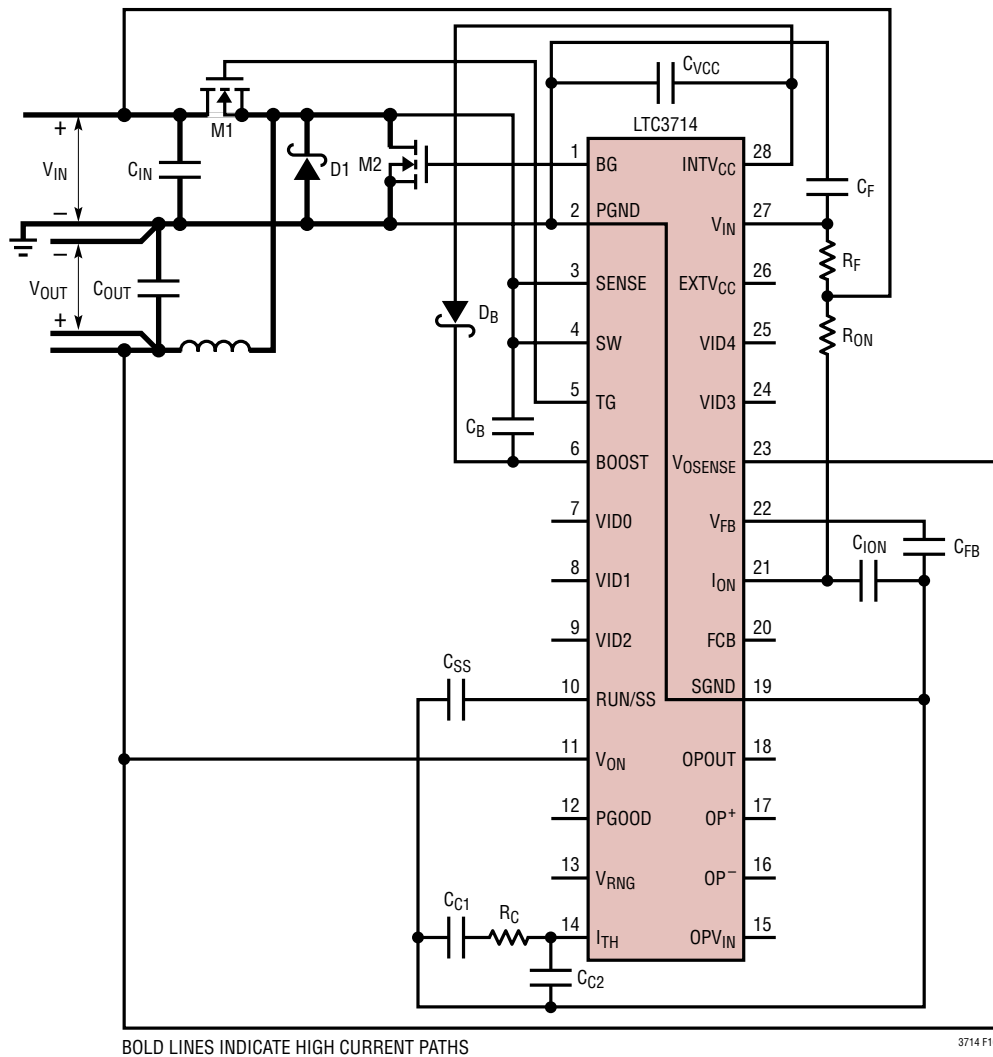 C_VCC
LTC3714
M1
+
V_IN
−
C_IN
D1
M2
−
V_OUT
+
C_OUT
D_B
C_B
1 BG
2 PGND
3 SENSE
4 SW
5 TG
6 BOOST
7 VID0
8 VID1
9 VID2
10 RUN/SS
11 V_ON
12 PGOOD
13 V_RNG
14 I_TH
INTV_CC 28
V_IN 27
EXTV_CC 26
VID4 25
VID3 24
V_OSENSE 23
V_FB 22
I_ON 21
FCB 20
SGND 19
OPOUT 18
OP+ 17
OP− 16
OPV_IN 15
C_F
R_F
R_ON
C_ION
C_FB
C_SS
C_C1
R_C
C_C2
BOLD LINES INDICATE HIGH CURRENT PATHS